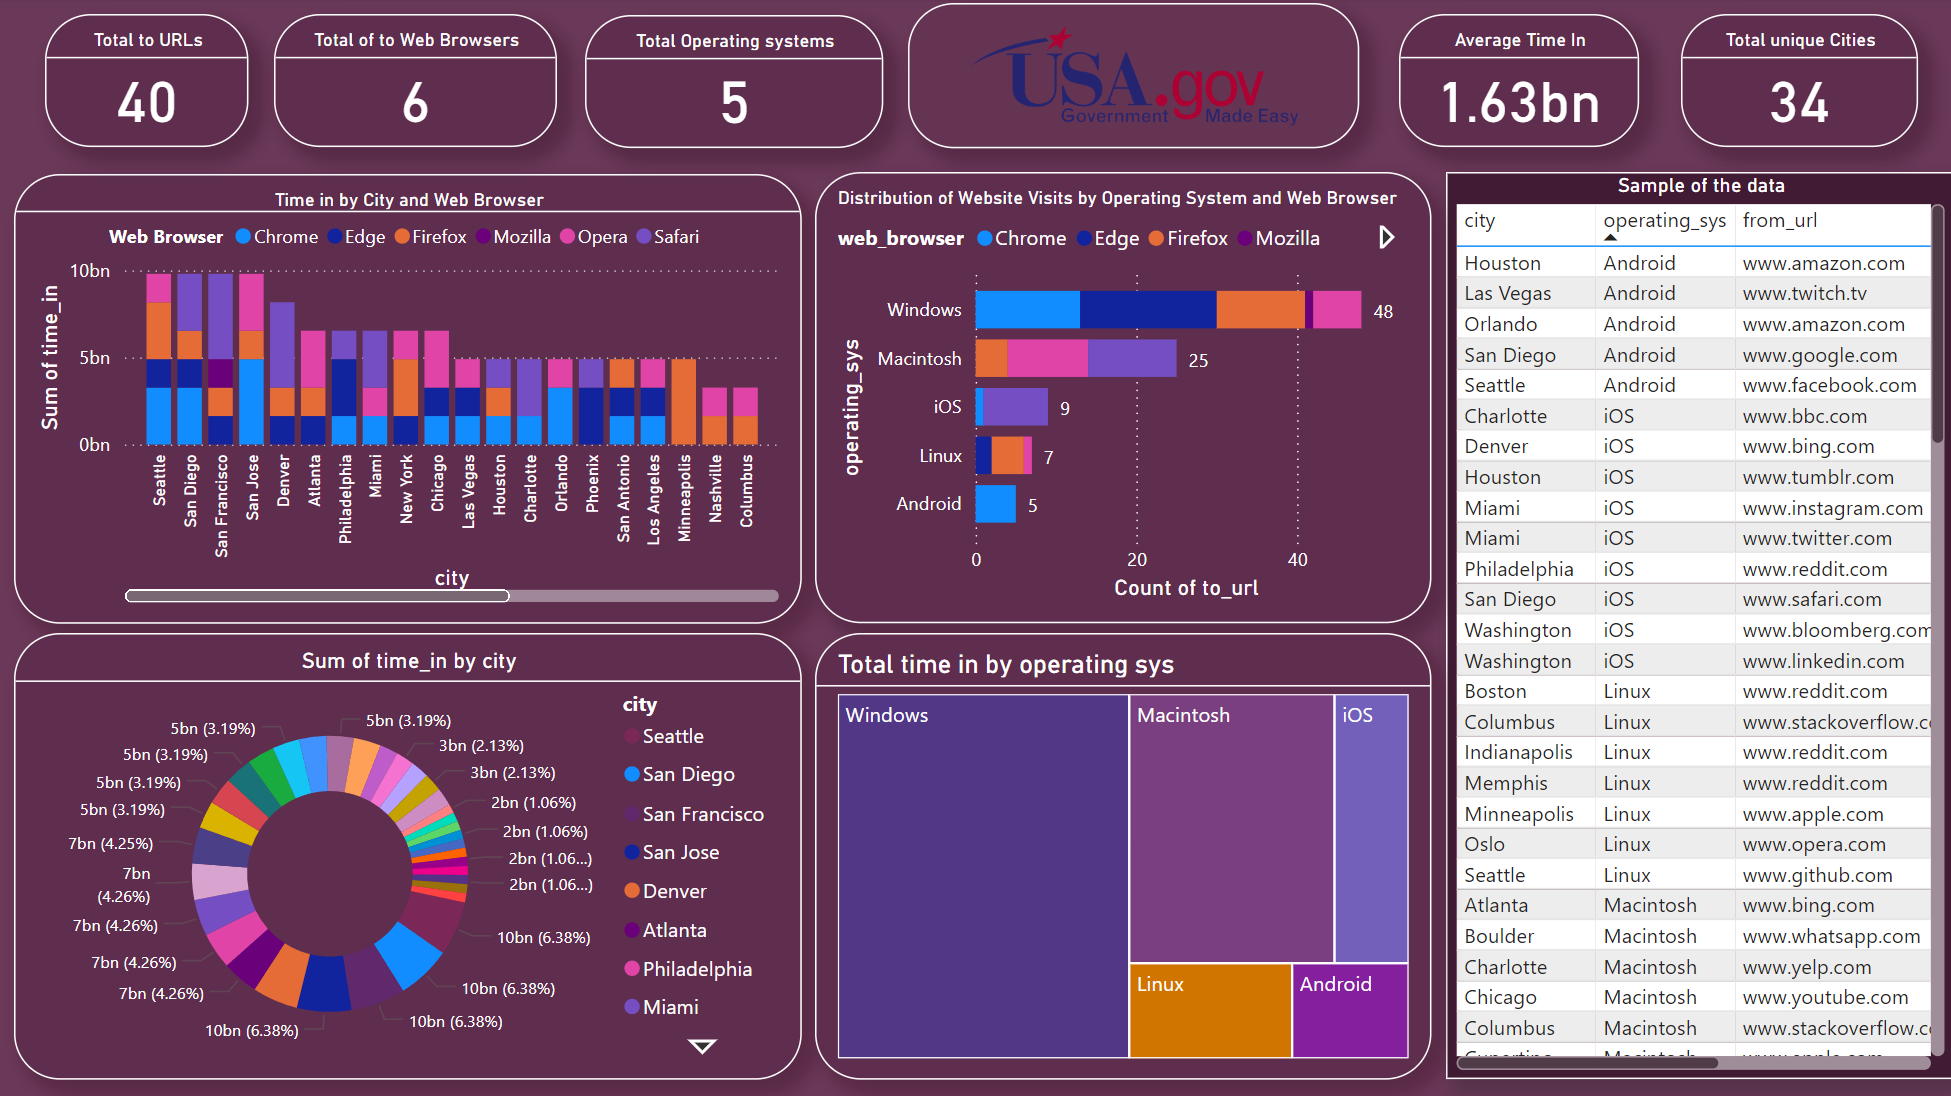 Total to URLs
40
Total of to Web Browsers
6
Total Operating systems
5
USA.gov
Government Made Easy
Average Time In
1.63bn
Total unique Cities
34
Time in by City and Web Browser
Web Browser Chrome Edge Firefox Mozilla Opera Safari
Sum of time_in
10bn
5bn
0bn
Seattle
San Diego
San Francisco
San Jose
Denver
Atlanta
Philadelphia
Miami
New York
Chicago
Las Vegas
Houston
Charlotte
Orlando
Phoenix
San Antonio
Los Angeles
Minneapolis
Nashville
Columbus
city
Distribution of Website Visits by Operating System and Web Browser
web_browser Chrome Edge Firefox Mozilla
operating_sys
Windows 48
Macintosh 25
iOS 9
Linux 7
Android 5
0 20 40
Count of to_url
Sample of the data
city operating_sys from_url
Houston Android www.amazon.com
Las Vegas Android www.twitch.tv
Orlando Android www.amazon.com
San Diego Android www.google.com
Seattle Android www.facebook.com
Charlotte iOS www.bbc.com
Denver iOS www.bing.com
Houston iOS www.tumblr.com
Miami iOS www.instagram.com
Miami iOS www.twitter.com
Philadelphia iOS www.reddit.com
San Diego iOS www.safari.com
Washington iOS www.bloomberg.com
Washington iOS www.linkedin.com
Boston Linux www.reddit.com
Columbus Linux www.stackoverflow.c
Indianapolis Linux www.reddit.com
Memphis Linux www.reddit.com
Minneapolis Linux www.apple.com
Oslo Linux www.opera.com
Seattle Linux www.github.com
Atlanta Macintosh www.bing.com
Boulder Macintosh www.whatsapp.com
Charlotte Macintosh www.yelp.com
Chicago Macintosh www.youtube.com
Columbus Macintosh www.stackoverflow.c
Sum of time_in by city
5bn (3.19%)
5bn (3.19%)
5bn (3.19%)
5bn (3.19%)
5bn (3.19%)
7bn (4.25%)
7bn
(4.26%)
7bn (4.26%)
7bn (4.26%)
7bn (4.26%)
10bn (6.38%)
3bn (2.13%)
3bn (2.13%)
2bn (1.06%)
2bn (1.06%)
2bn (1.06...)
2bn (1.06...)
10bn (6.38%)
10bn (6.38%)
10bn (6.38%)
city
Seattle
San Diego
San Francisco
San Jose
Denver
Atlanta
Philadelphia
Miami
Total time in by operating sys
Windows
Macintosh
iOS
Linux
Android